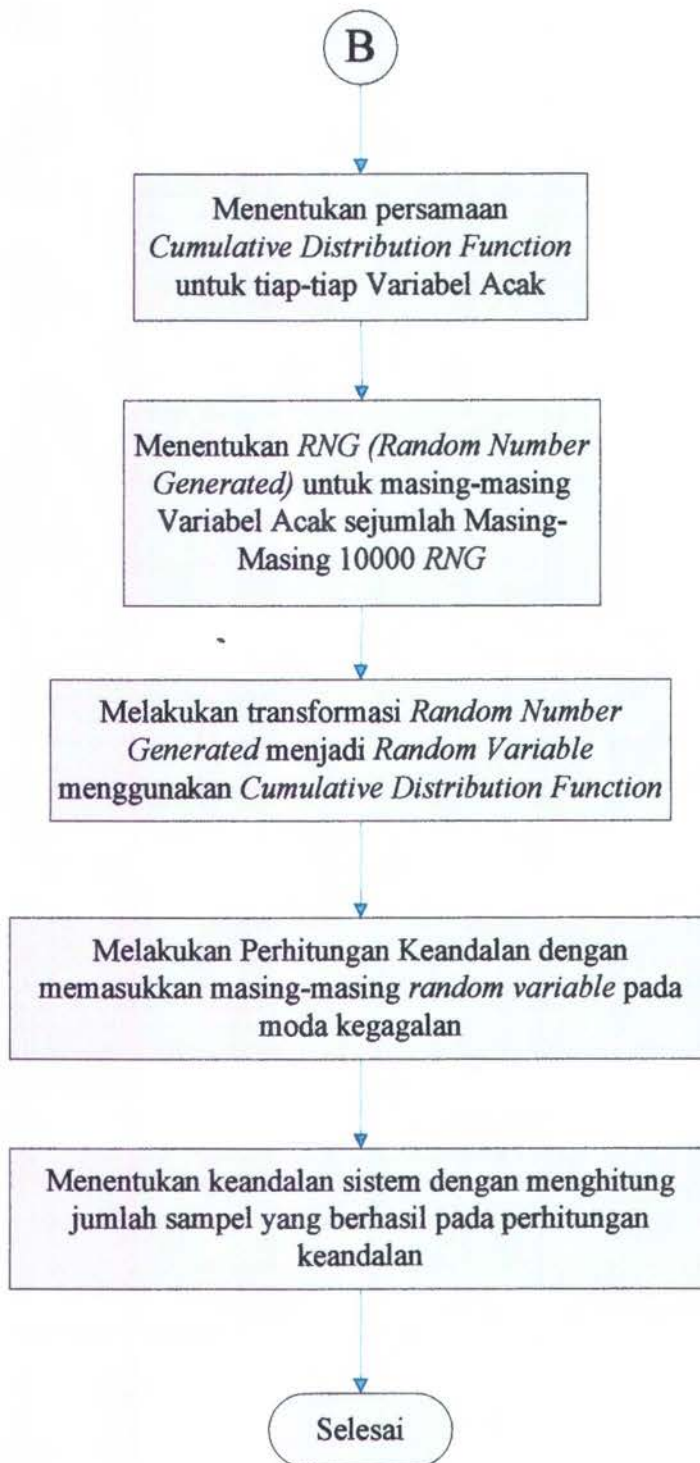 B
Menentukan persamaan
Cumulative Distribution Function
untuk tiap-tiap Variabel Acak
Menentukan RNG (Random Number
Generated) untuk masing-masing
Variabel Acak sejumlah Masing-
Masing 10000 RNG
Melakukan transformasi Random Number
Generated menjadi Random Variable
menggunakan Cumulative Distribution Function
Melakukan Perhitungan Keandalan dengan
memasukkan masing-masing random variable pada
moda kegagalan
Menentukan keandalan sistem dengan menghitung
jumlah sampel yang berhasil pada perhitungan
keandalan
Selesai